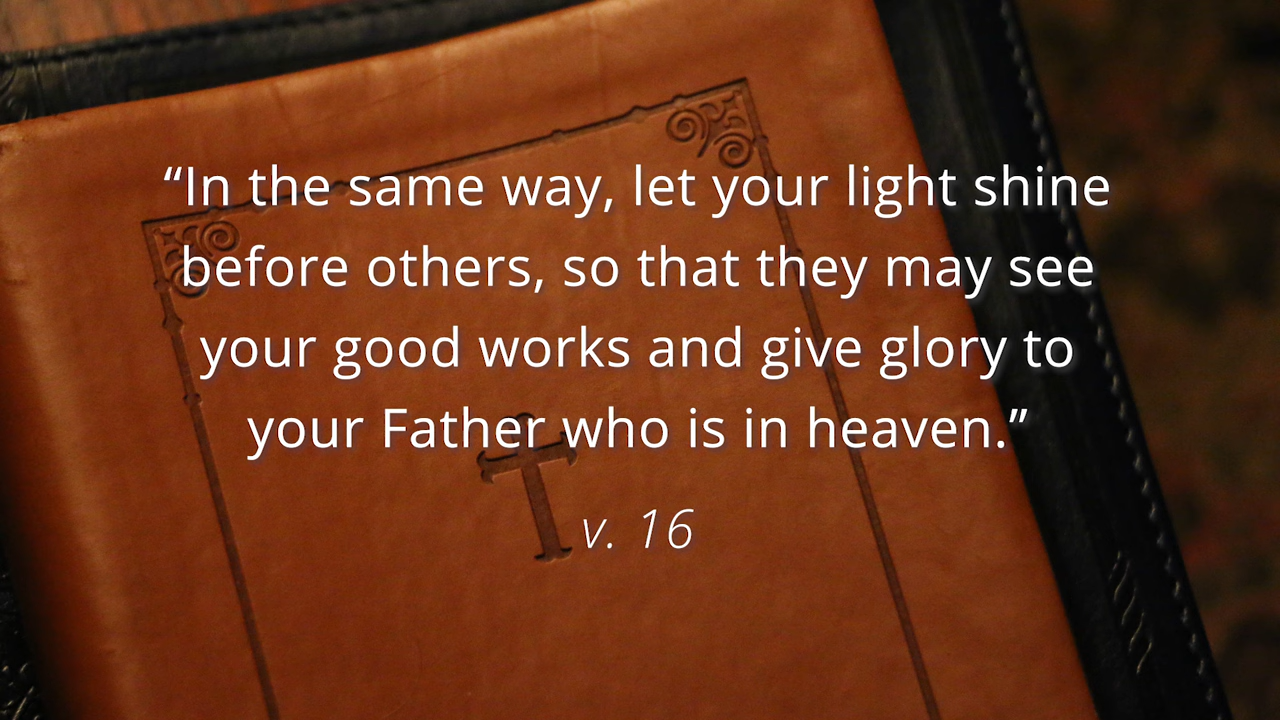 “In the same way, let your light shine
before others, so that they may see
your good works and give glory to
your Father who is in heaven.”
v. 16